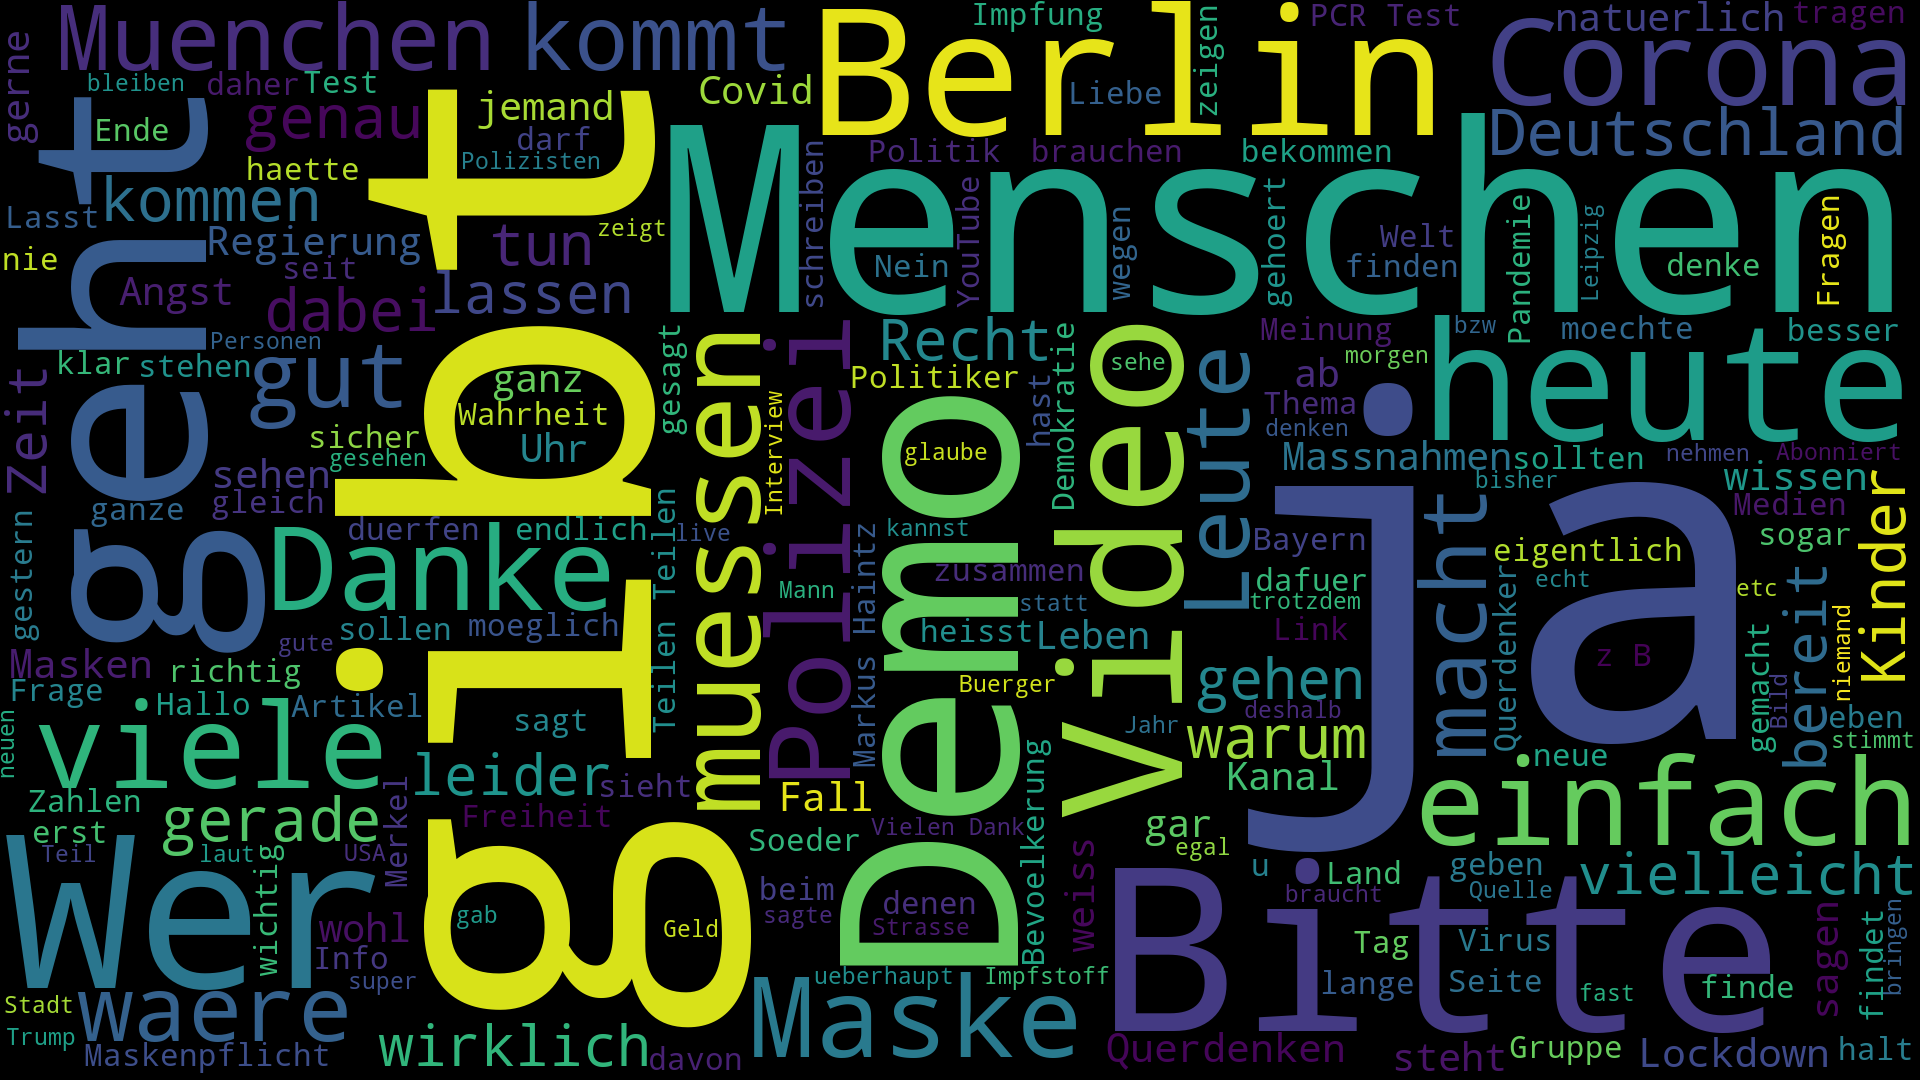 Muenchen
kommt
Berlin
Impfung
PCR Test
Corona
natuerlich
tragen
gerne
bleiben
daher
Test
genau
Ende
haette
jemand
darf
Polizisten
Covid
Liebe
zeigen
Politik
brauchen
bekommen
Deutschland
geht
gibt
Menschen
Lasst
kommen
Regierung
seit
nie
Angst
tun
zeigt
dabei
lassen
schreiben
Nein
YouTube
wegen
gehoert
Welt
finden
Pandemie
Leipzig
denke
Fragen
Personen
klar
stehen
gut
Zeit
ganz
Wahrheit
Uhr
gesagt
muessen
Interview
Polizei
Recht
Politiker
hast
Demokratie
Video
sehe
Leute
Meinung
morgen
ab
Thema
denken
bzw
moechte
besser
heute
sicher
gesehen
sehen
gleich
ganze
gestern
Demo
glaube
Massnahmen
sollten
nehmen
Abonniert
bisher
wissen
Medien
sogar
Danke
duerfen
endlich
Teilen Teilen
live
Mann
Markus Haintz
kannst
zusammen
statt
heisst
Leben
Bayern
dafuer
trotzdem
Link
Ja
macht
eigentlich
Querdenker
echt
z B
etc
Kinder
niemand
bereit
Bild
gemacht
eben
stimmt
sollen
moeglich
gute
Masken
richtig
Frage
Hallo
Artikel
neuen
viele
sagt
Teilen
leider
sieht
Buerger
Jahr
gehen
deshalb
warum
Kanal
neue
einfach
Zahlen
erst
gerade
Merkel
Freiheit
Fall
Soeder
Vielen Dank
Bevoelkerung
gar
egal
Wer
Teil
laut
USA
wichtig
wohl
Info
super
gab
Geld
beim
sagte
denen
Strasse
weiss
Bitte
u
braucht
Land
geben
Quelle
vielleicht
Tag
Virus
lange
Seite
fast
finde
sagen
findet
bringen
Stadt
Trump
waere
Maskenpflicht
wirklich
davon
Maske
ueberhaupt
Impfstoff
Querdenken
steht
Gruppe
Lockdown
halt